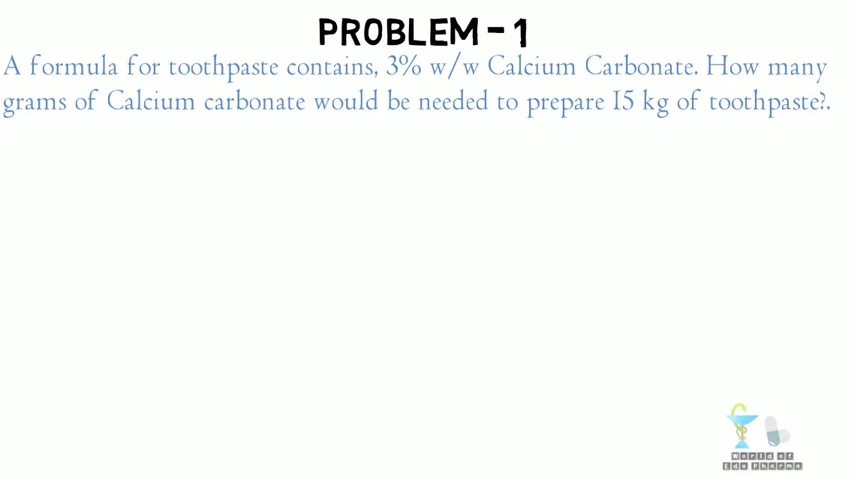 PROBLEM - 1
A formula for toothpaste contains, 3% w/w Calcium Carbonate. How many
grams of Calcium carbonate would be needed to prepare 15 kg of toothpaste?.
World of
Edu Pharma